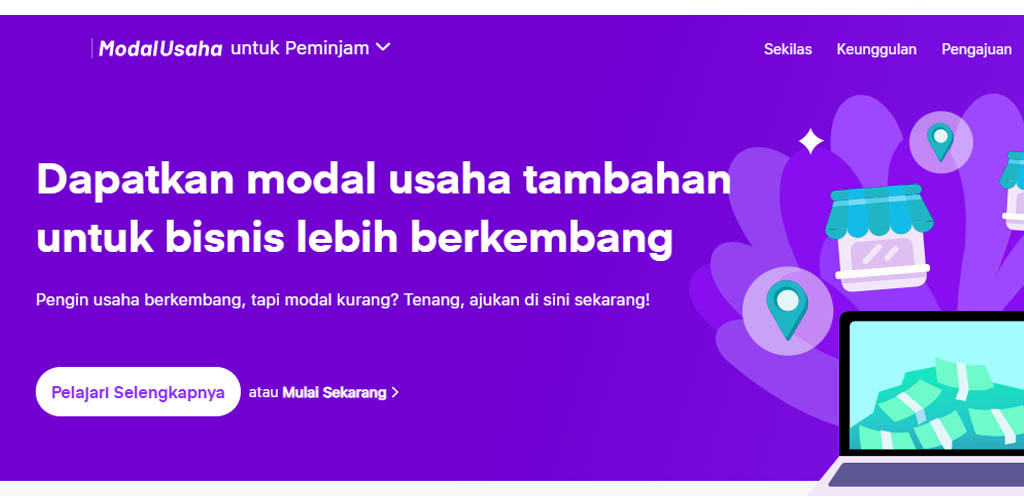 ModalUsaha untuk Peminjam
Sekilas Keunggulan Pengajuan
Dapatkan modal usaha tambahan
untuk bisnis lebih berkembang
Pengin usaha berkembang, tapi modal kurang? Tenang, ajukan di sini sekarang!
Pelajari Selengkapnya atau Mulai Sekarang >